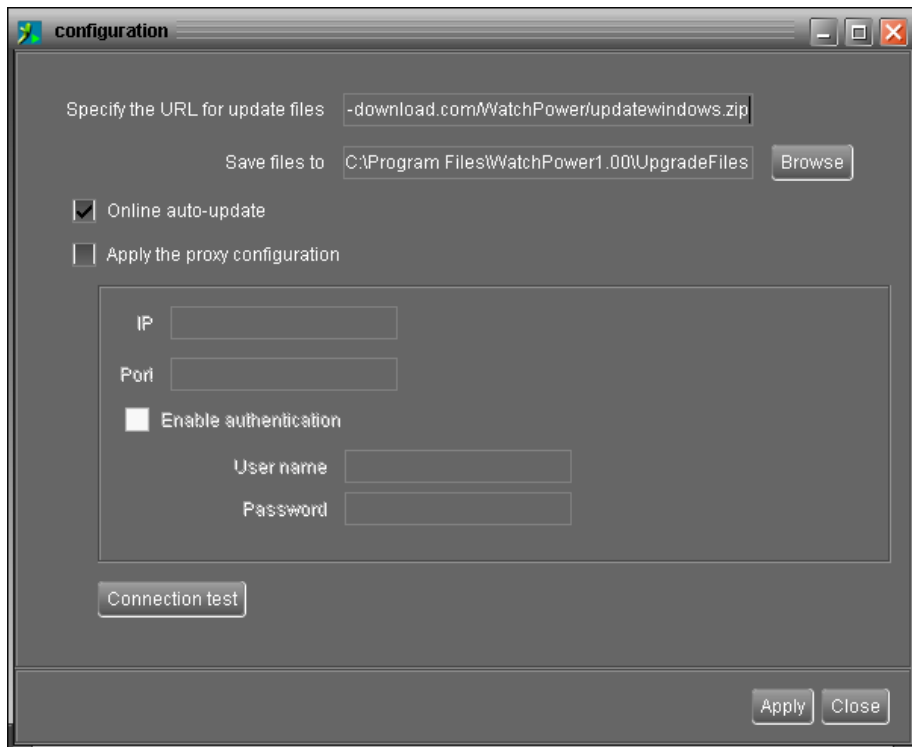 configuration
Specify the URL for update files -download.com/WatchPower/updatewindows.zip
Save files to C:\Program Files\WatchPower1.00\UpgradeFiles Browse
Online auto-update
Apply the proxy configuration
IP
Port
Enable authentication
User name
Password
Connection test
Apply Close